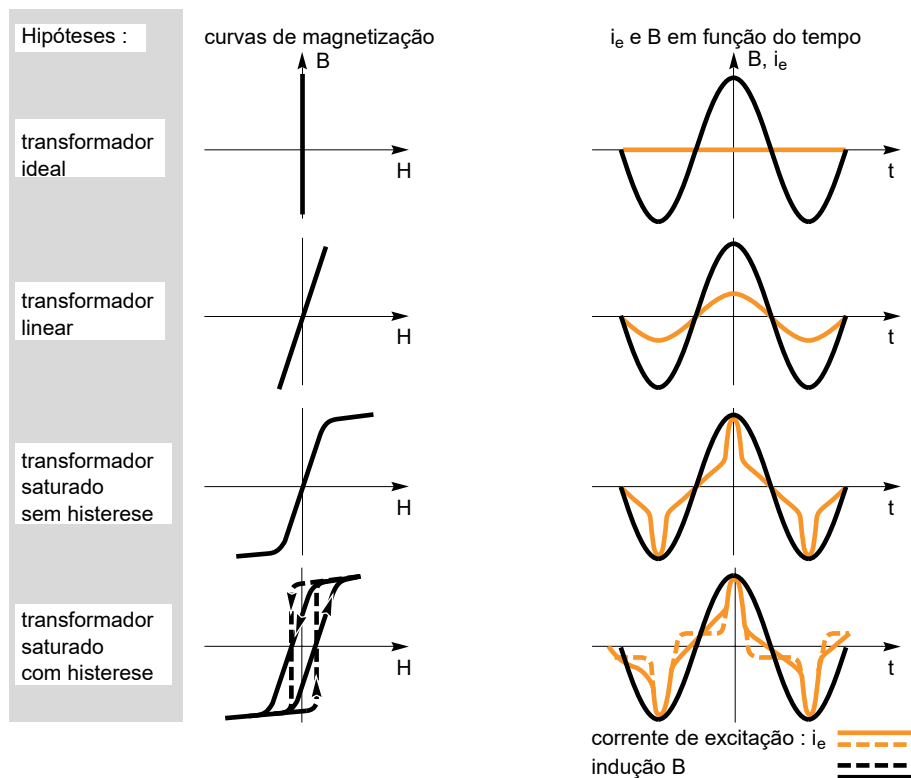 Hipóteses :
curvas de magnetização
i_e e B em função do tempo
B
B, i_e
transformador
ideal
H
t
transformador
linear
H
t
transformador
saturado
sem histerese
H
t
transformador
saturado
com histerese
H
t
corrente de excitação : i_e
indução B